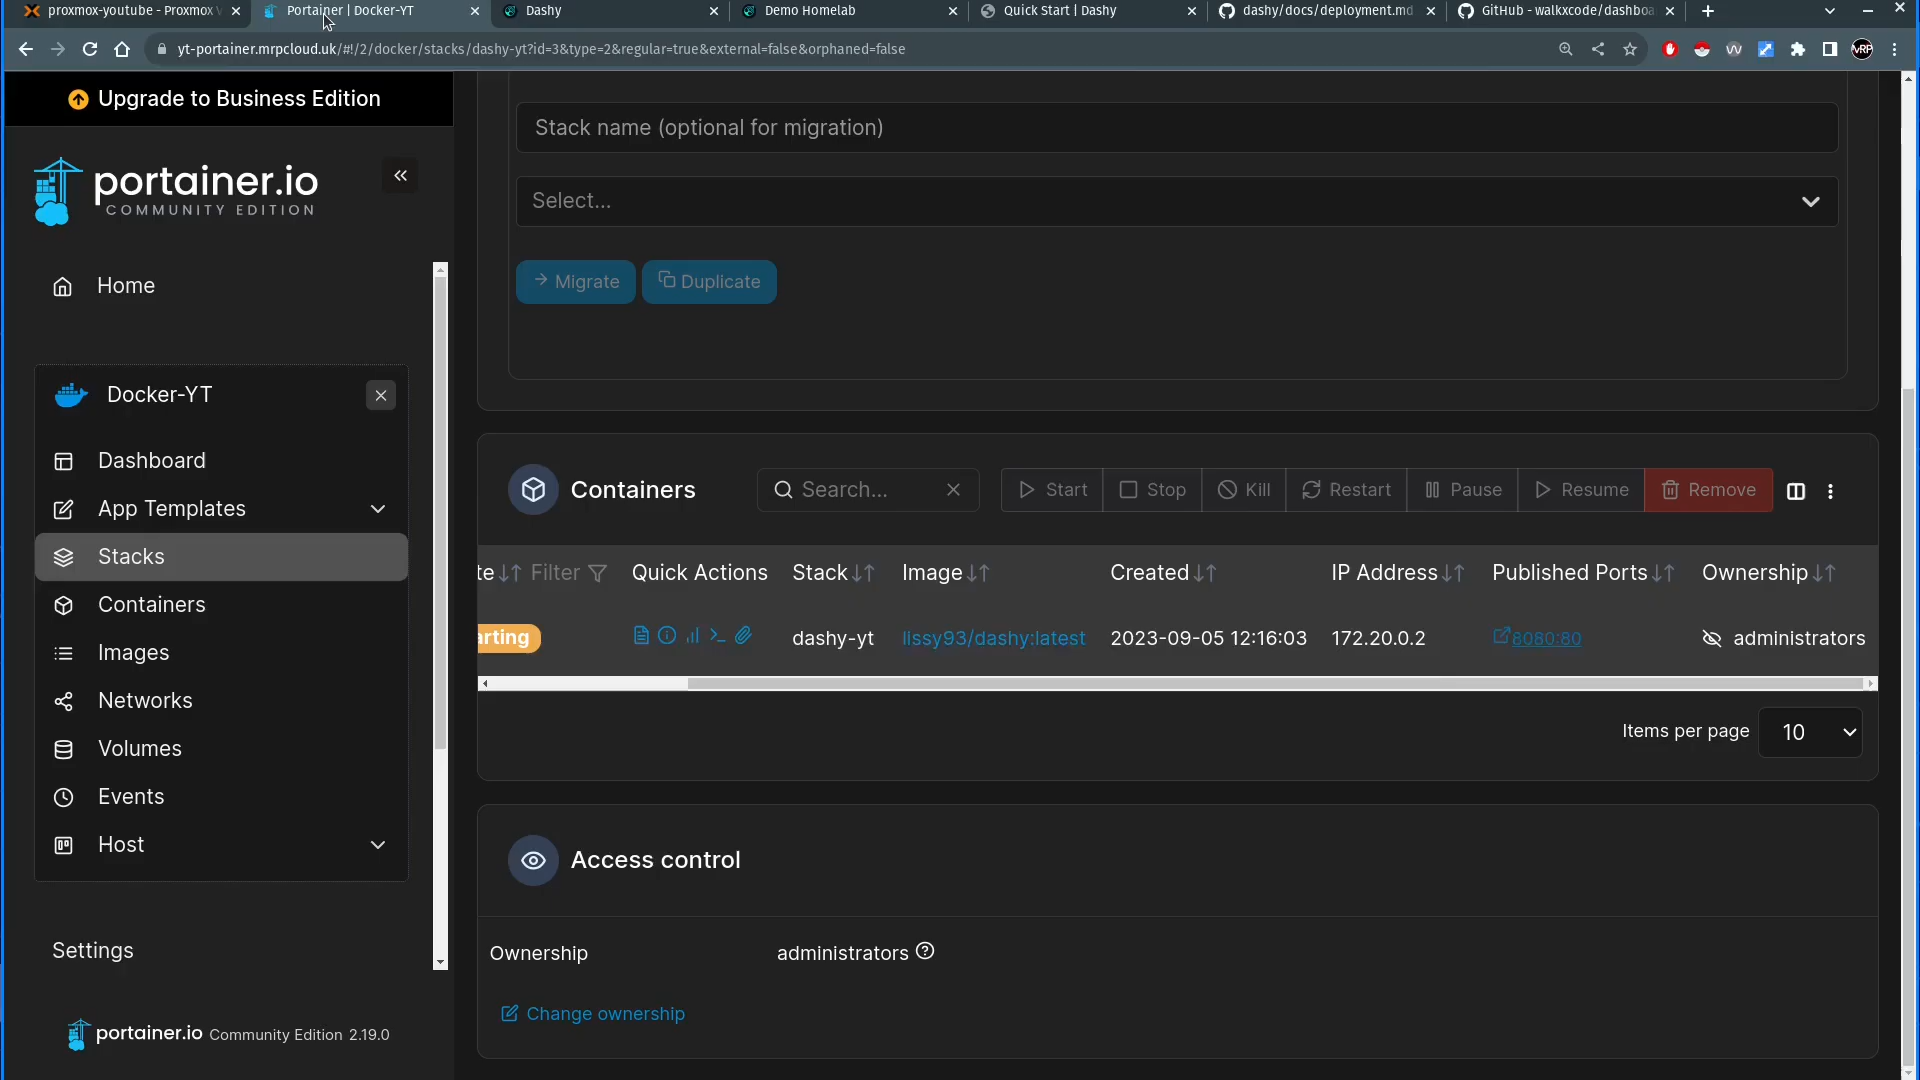 proxmox-youtube - Proxmox V
Portainer | Docker-YT
Dashy
Demo Homelab
Quick Start | Dashy
dashy/docs/deployment.md
GitHub - walkxcode/dashboa
yt-portainer.mrpcloud.uk/#!/2/docker/stacks/dashy-yt?id=3&type=2&regular=true&external=false&orphaned=false
VRP
Upgrade to Business Edition
portainer.io
COMMUNITY EDITION
Home
Docker-YT
Dashboard
App Templates
Stacks
Containers
Images
Networks
Volumes
Events
Host
Settings
portainer.io Community Edition 2.19.0
Stack name (optional for migration)
Select...
Migrate
Duplicate
Containers
Search...
Start
Stop
Kill
Restart
Pause
Resume
Remove
te Filter Quick Actions Stack Image Created IP Address Published Ports Ownership
arting dashy-yt lissy93/dashy:latest 2023-09-05 12:16:03 172.20.0.2 8080:80 administrators
Items per page 10
Access control
Ownership administrators
Change ownership